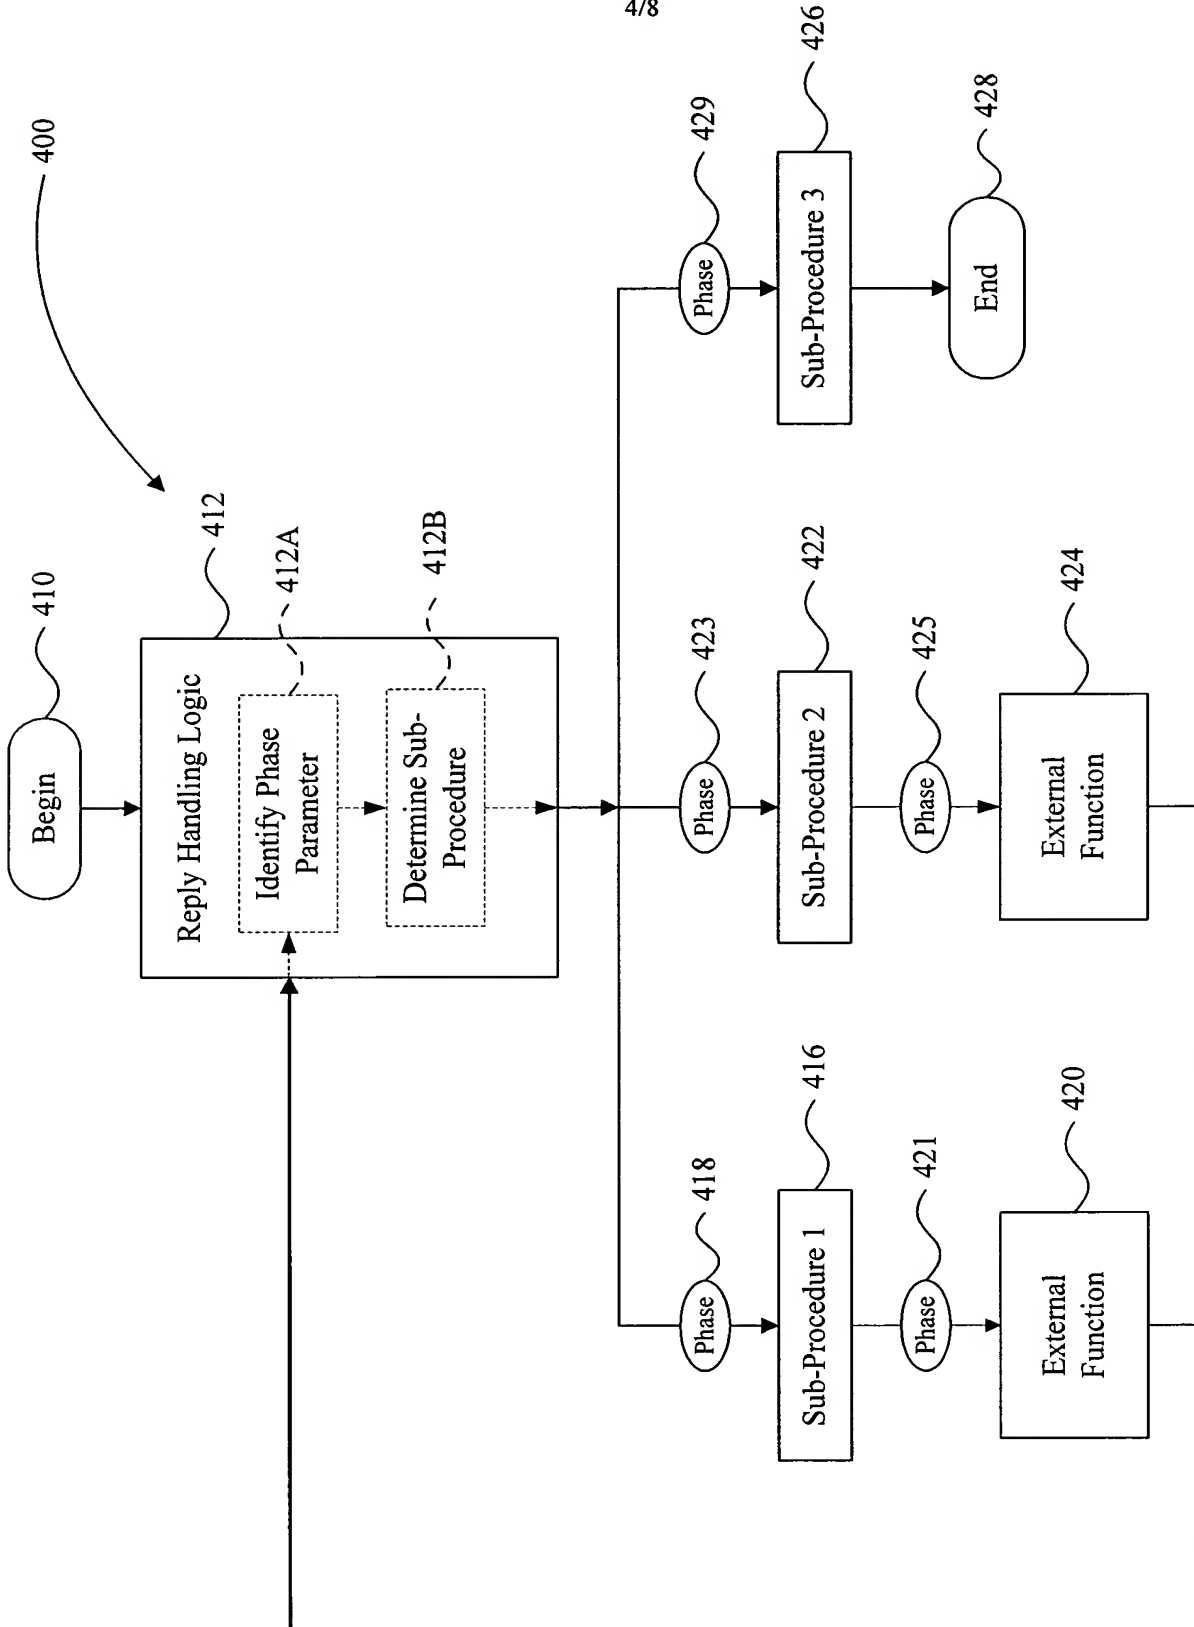 4/8
400
Begin
410
Reply Handling Logic
412
Identify Phase
Parameter
412A
Determine Sub-
Procedure
412B
Phase
418
Phase
423
Phase
429
Sub-Procedure 1
416
Sub-Procedure 2
422
Sub-Procedure 3
426
Phase
421
Phase
425
End
428
External
Function
420
External
Function
424